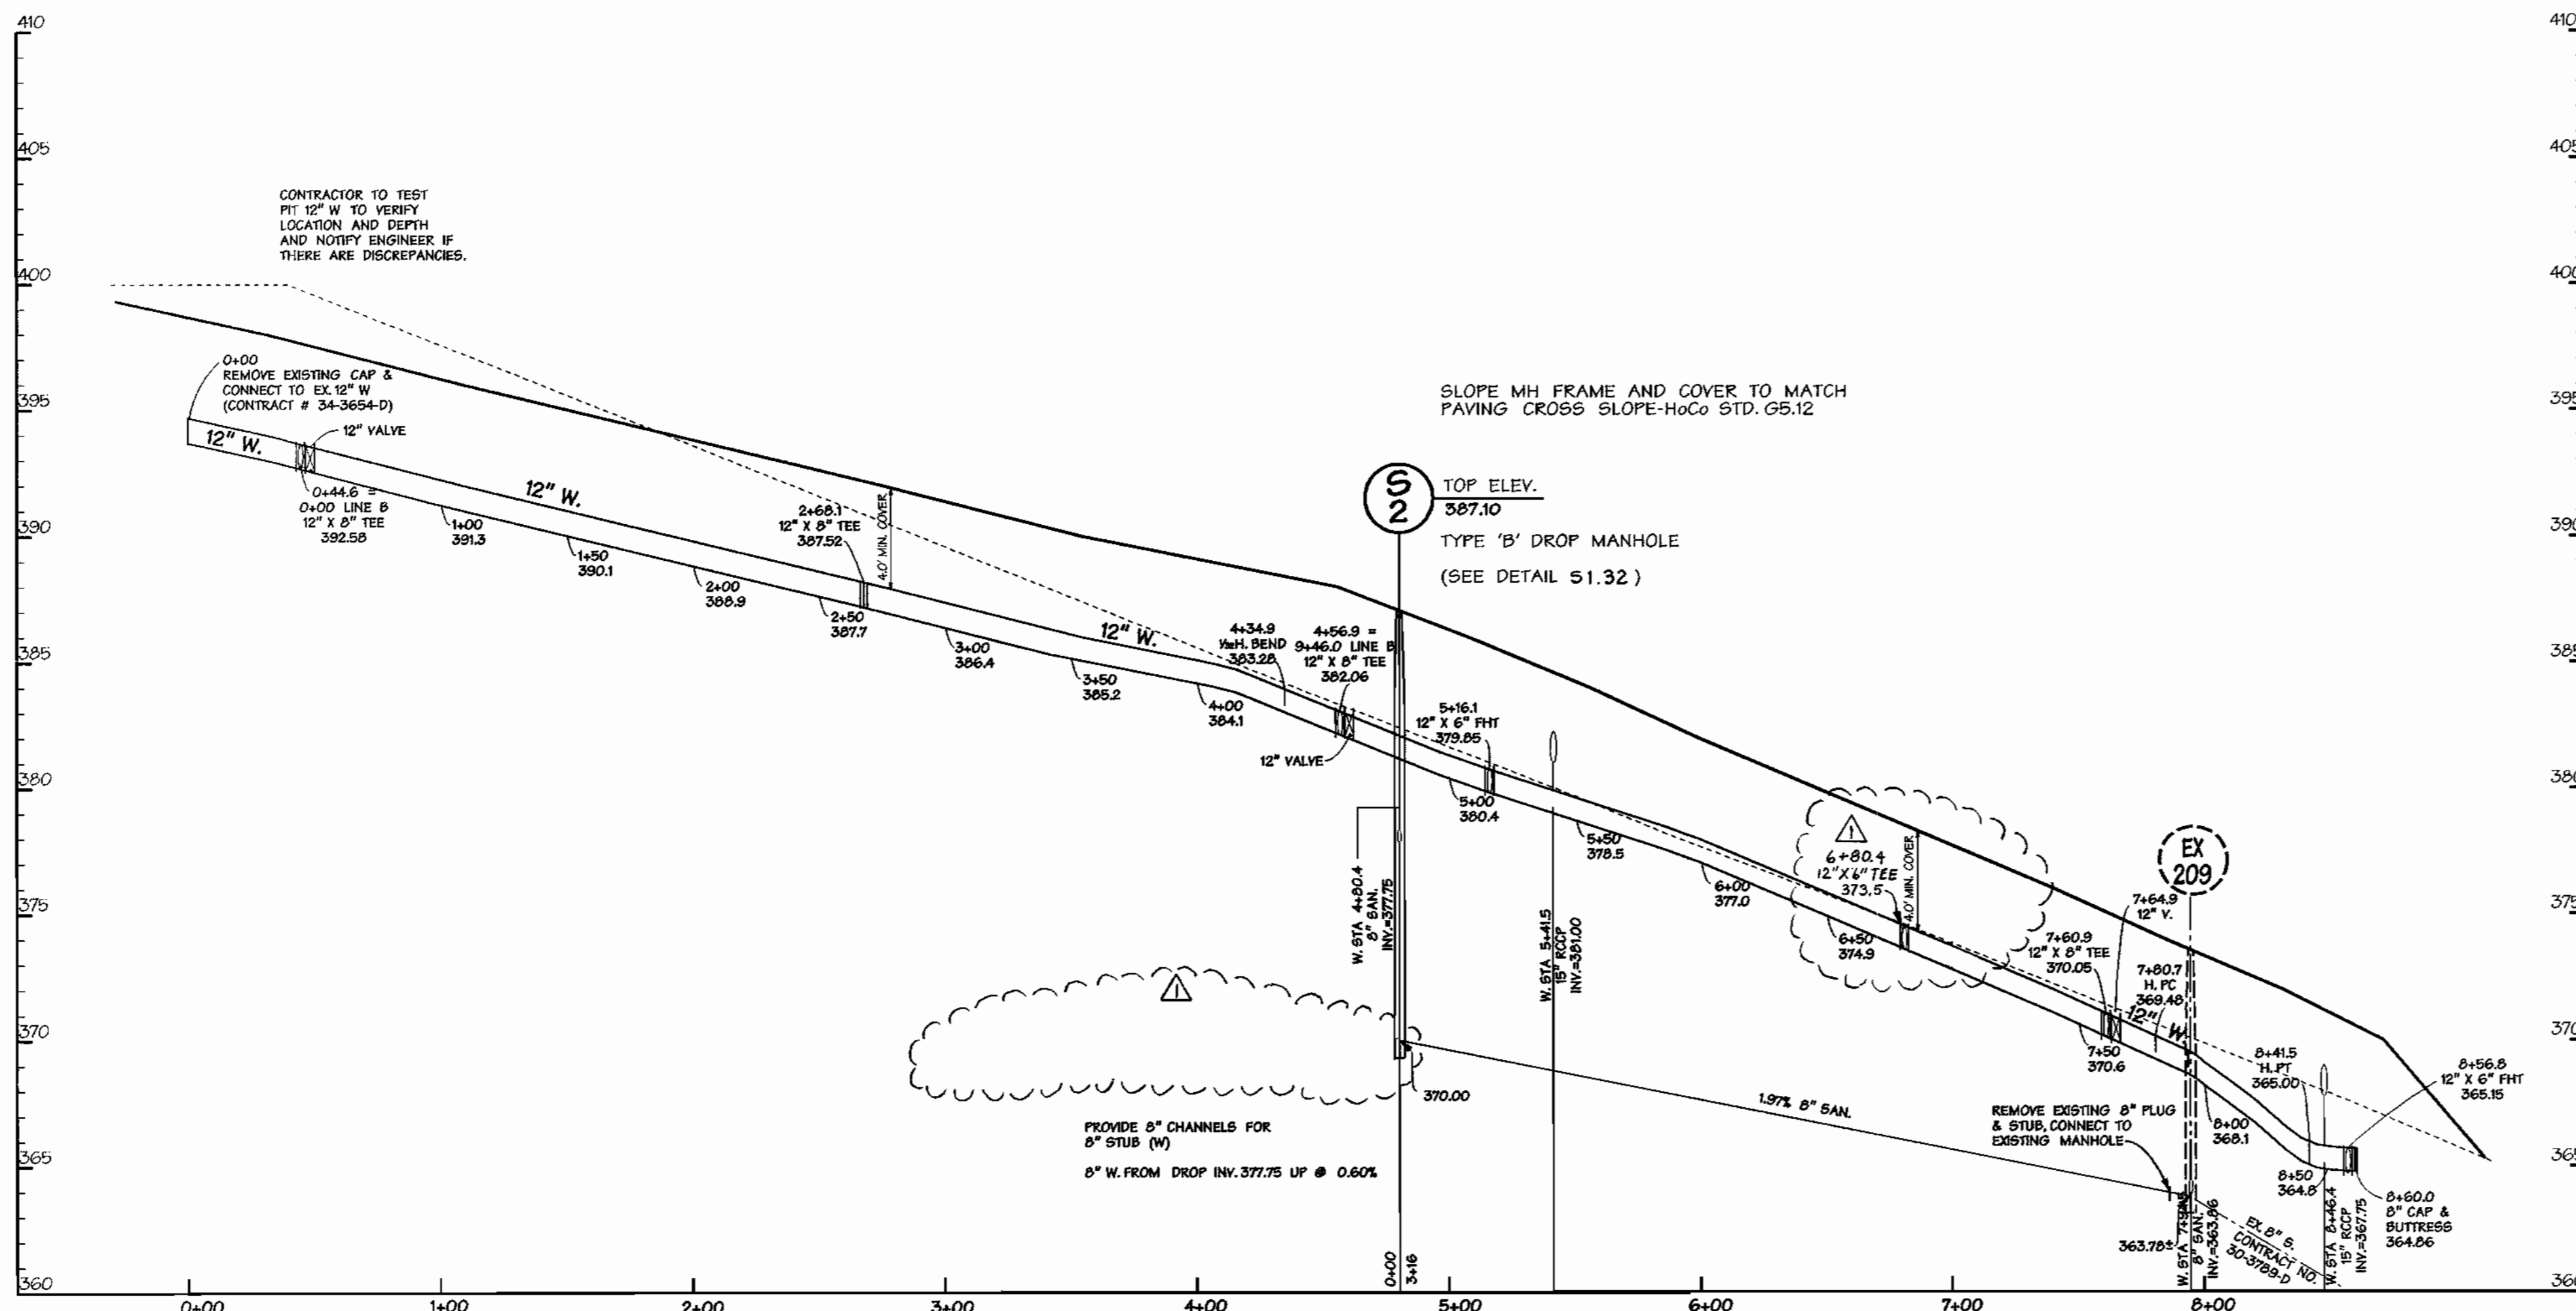 410
405
400
395
390
385
380
375
370
365
360
CONTRACTOR TO TEST
PIT 12" W TO VERIFY
LOCATION AND DEPTH
AND NOTIFY ENGINEER IF
THERE ARE DISCREPANCIES.
0+00
REMOVE EXISTING CAP &
CONNECT TO EX. 12" W
(CONTRACT # 34-3654-D)
12" W.
12" VALVE
0+44.6 =
0+00 LINE B
12" X 8" TEE
392.58
12" W.
1+00
391.3
1+50
390.1
2+00
388.9
2+50
387.7
2+68.1
12" X 8" TEE
387.52
4.0' MIN. COVER
3+00
386.4
3+50
385.2
12" W.
4+00
384.1
4+34.9
H. BEND
383.28
4+56.9 =
9+46.0 LINE B
12" X 8" TEE
382.06
12" VALVE
SLOPE MH FRAME AND COVER TO MATCH
PAVING CROSS SLOPE-HoCo STD. G5.12
S
2
TOP ELEV.
387.10
TYPE 'B' DROP MANHOLE
(SEE DETAIL S1.32)
5+16.1
12" X 6" FHT
379.85
5+00
380.4
5+50
378.5
6+00
377.0
W. STA 4+80.4
8" SAN.
INV.=377.75
W. STA 5+41.5
15" RCCP
INV.=381.00
1
6+80.4
12"X6" TEE
373.5
4.0' MIN. COVER
6+50
374.9
EX
209
7+64.9
12" V.
7+60.9
12" X 8" TEE
370.05
7+80.7
H. PC
369.48
12" W.
7+50
370.6
8+00
368.1
8+41.5
H. PT
365.00
8+56.8
12" X 6" FHT
365.15
8+50
364.8
8+60.0
8" CAP &
BUTTRESS
364.86
1
370.00
PROVIDE 8" CHANNELS FOR
8" STUB (W)
8" W. FROM DROP INV. 377.75 UP @ 0.60%
1.97% 8" SAN.
REMOVE EXISTING 8" PLUG
& STUB, CONNECT TO
EXISTING MANHOLE
363.78±
8" SAN.
INV.=363.86
EX. 8" S.
CONTRACT NO.
30-3789-D
W. STA 8+46.4
15" RCCP
INV.=367.75
0+00
3+16
0+00
1+00
2+00
3+00
4+00
5+00
6+00
7+00
8+00
410